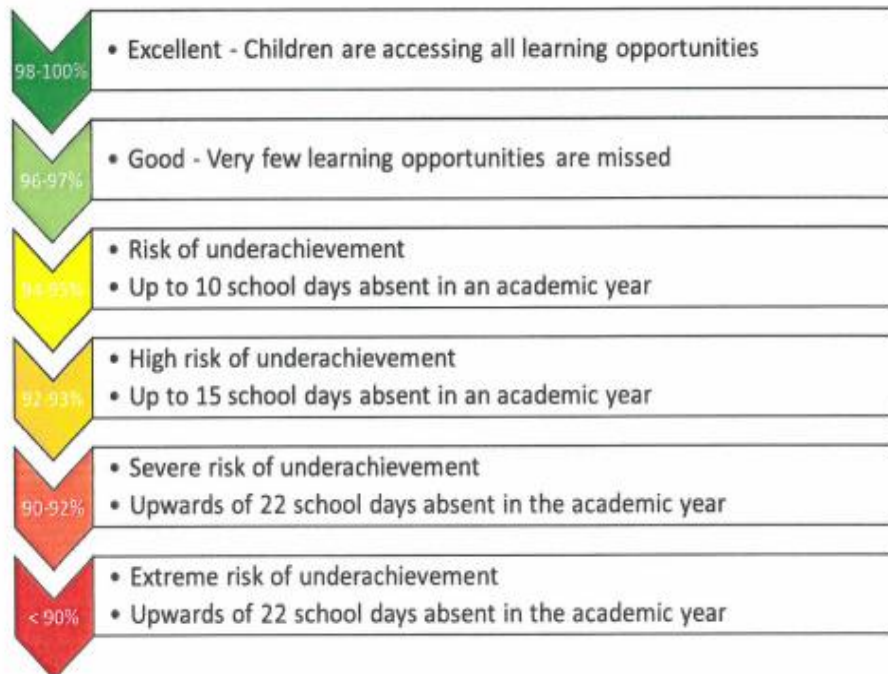 98-100%
• Excellent - Children are accessing all learning opportunities
96-97%
• Good - Very few learning opportunities are missed
94-95%
• Risk of underachievement
• Up to 10 school days absent in an academic year
92-93%
• High risk of underachievement
• Up to 15 school days absent in an academic year
90-92%
• Severe risk of underachievement
• Upwards of 22 school days absent in the academic year
< 90%
• Extreme risk of underachievement
• Upwards of 22 school days absent in the academic year